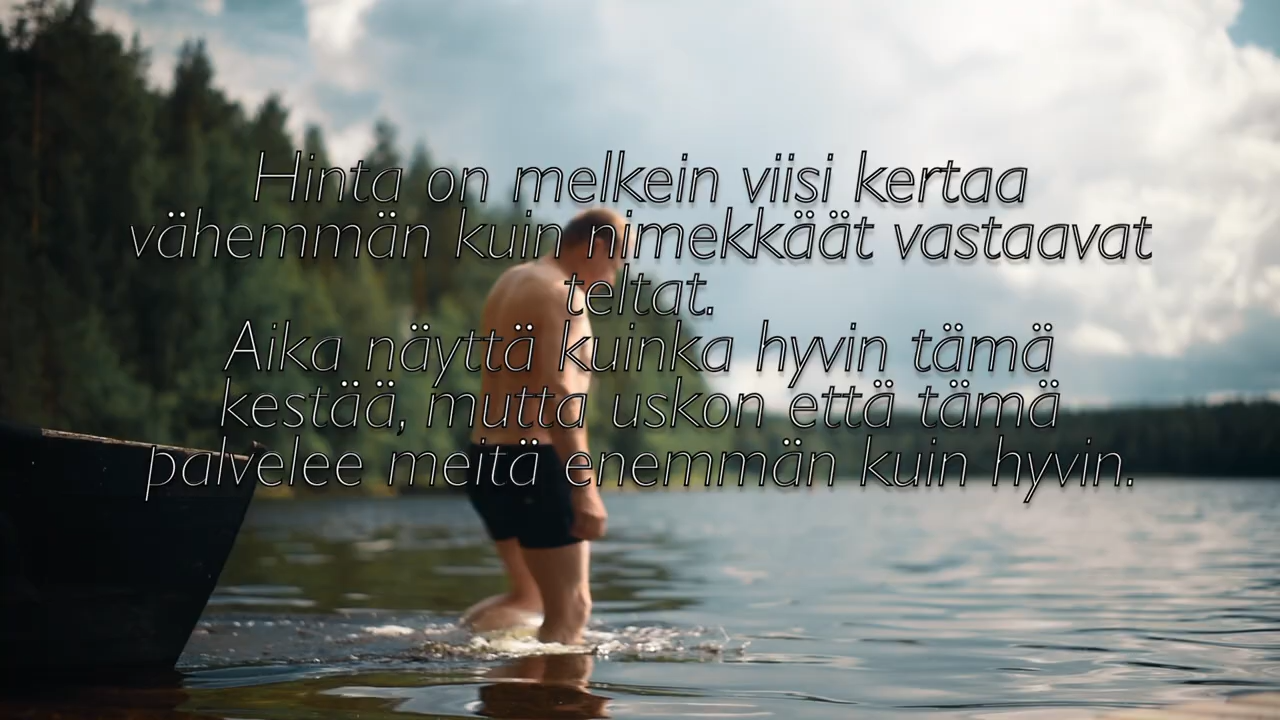 Hinta on melkein viisi kertaa
vähemmän kuin nimekkäät vastaavat
teltat.
Aika näyttä kuinka hyvin tämä
kestää, mutta uskon että tämä
palvelee meitä enemmän kuin hyvin.